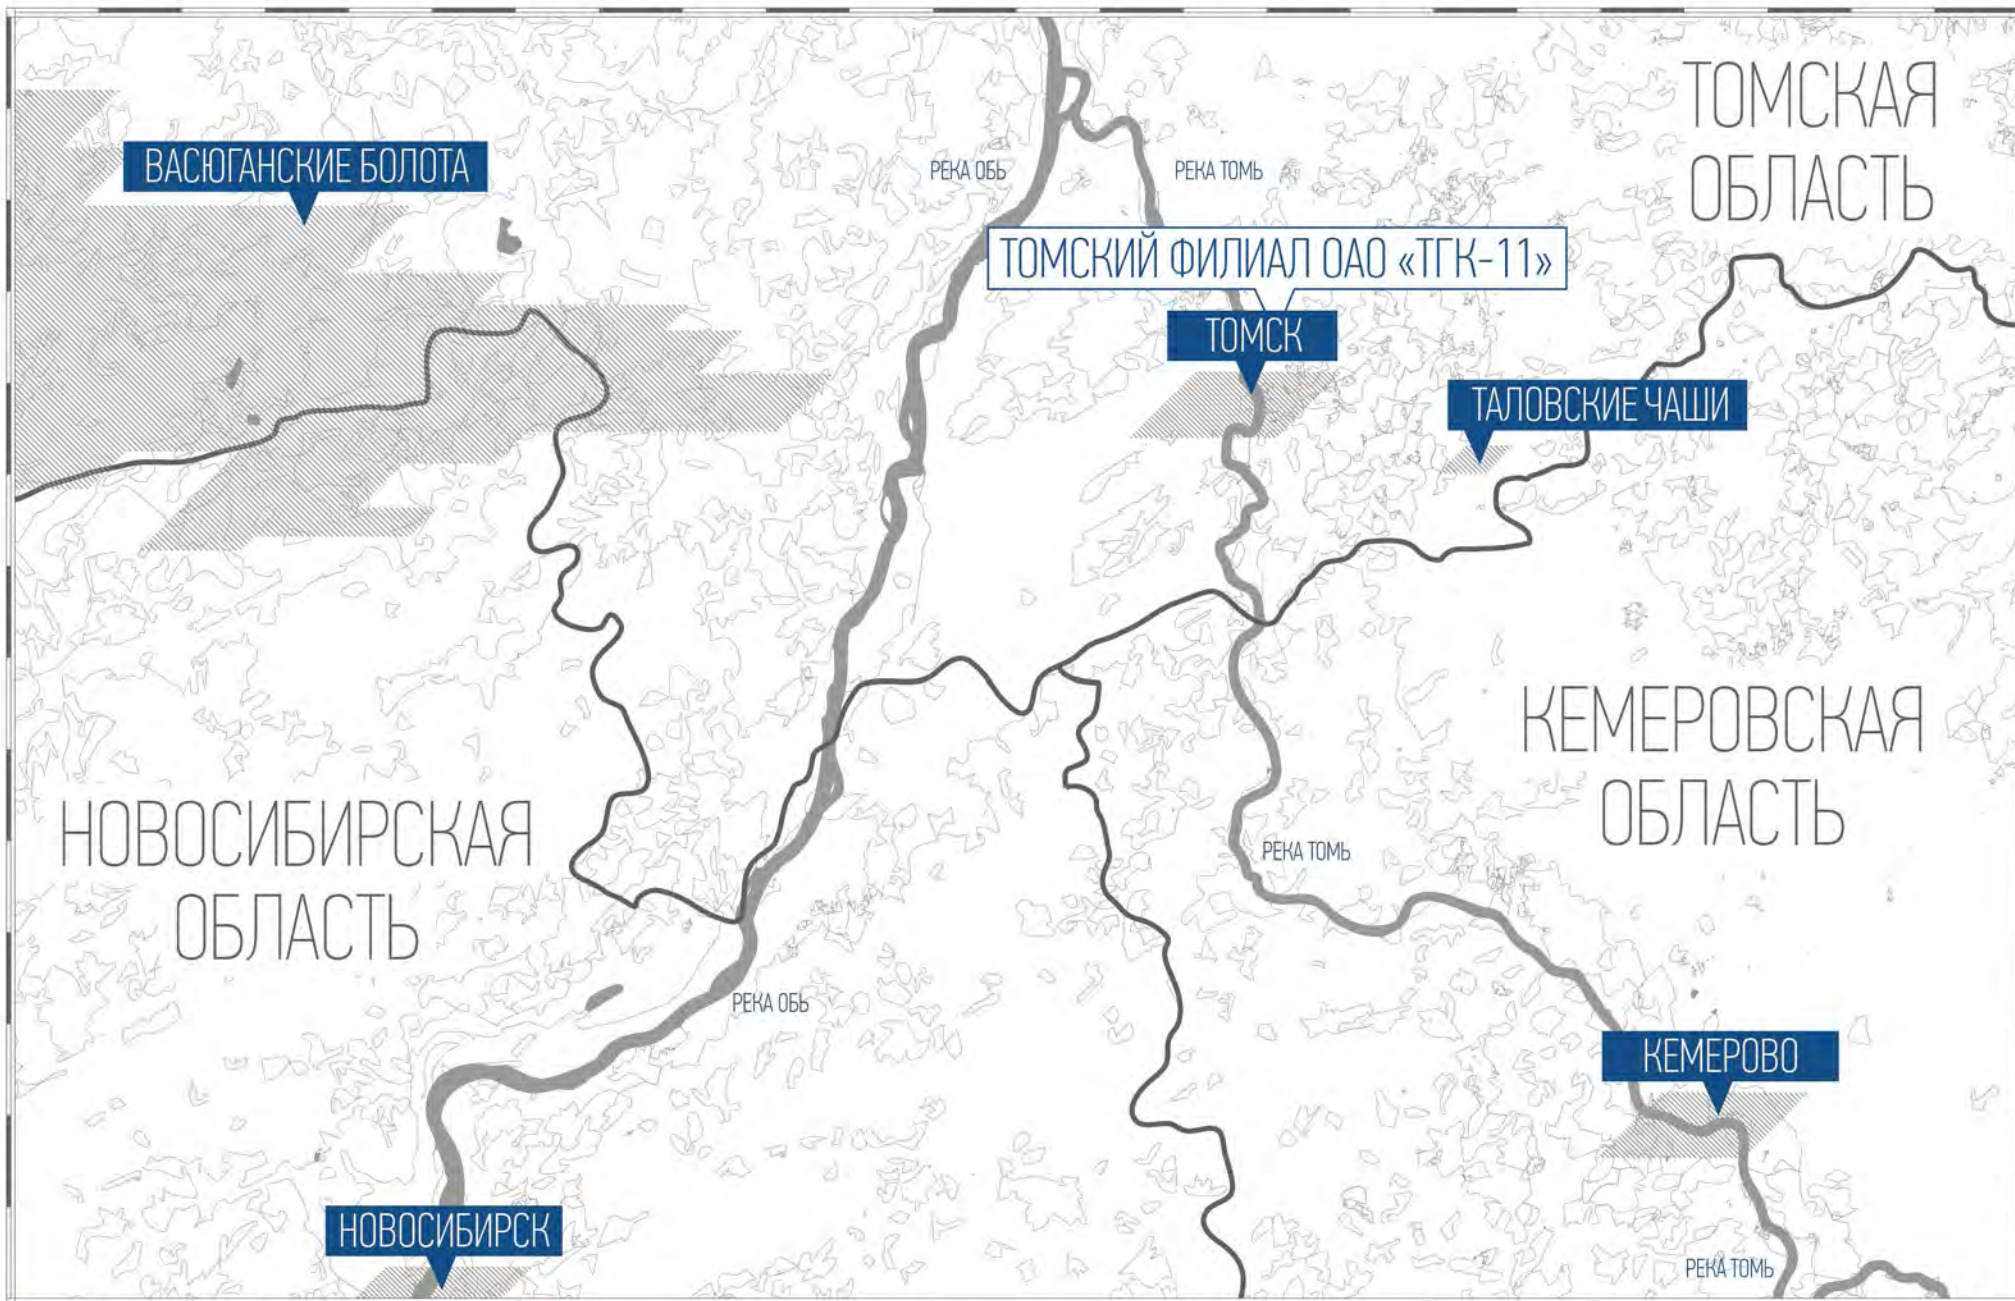 ТОМСКАЯ
ОБЛАСТЬ
ВАСЮГАНСКИЕ БОЛОТА
РЕКА ОБЬ
РЕКА ТОМЬ
ТОМСКИЙ ФИЛИАЛ ОАО «ТГК-11»
ТОМСК
ТАЛОВСКИЕ ЧАШИ
КЕМЕРОВСКАЯ
ОБЛАСТЬ
НОВОСИБИРСКАЯ
ОБЛАСТЬ
РЕКА ТОМЬ
РЕКА ОБЬ
КЕМЕРОВО
НОВОСИБИРСК
РЕКА ТОМЬ